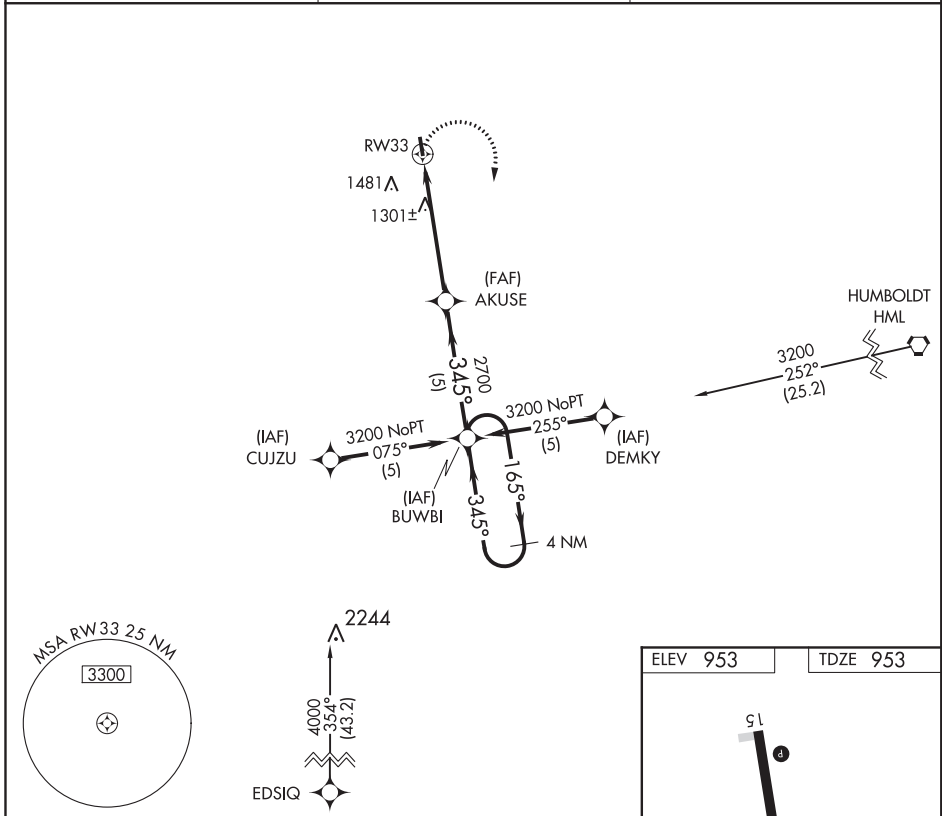 RW33
1481
1301±
(FAF)
AKUSE
HUMBOLDT
HML
3200
252°
(25.2)
2700
345°
(5)
3200 NoPT
255°
(5)
(IAF)
DEMKY
(IAF)
CUJZU
3200 NoPT
075°
(5)
(IAF)
BUWBI
345°
165°
4 NM
MSA RW33 25 NM
3300
2244
4000
354°
(43.2)
EDSIQ
ELEV 953
TDZE 953
15
P